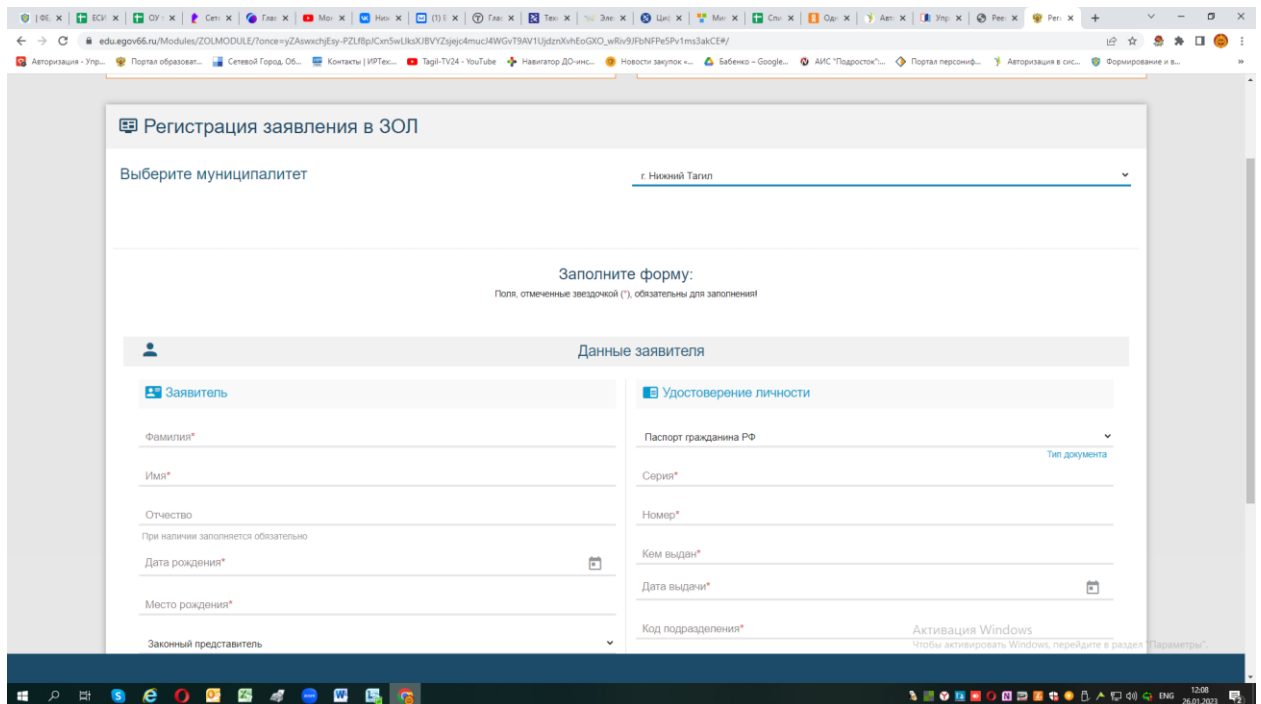 edu.egov66.ru/Modules/ZOLMODULE/?once=yZAswxchjEsy-PZLf8pJCxn5wLIksXJBVYZsjejc4mucJ4WGvT9AV1UjdznXvhEoGXO_wRiv9JFbNFPe5Pv1ms3akCE#/
Авторизация - Упр... Портал образоват... Сетевой Город. Об... Контакты | ИРТех... Tagil-TV24 - YouTube Навигатор ДО-инс... Новости закупок «... Бабенко – Google... АИС "Подросток":... Портал персониф... Авторизация в сис... Формирование и в...
Регистрация заявления в ЗОЛ
Выберите муниципалитет
г. Нижний Тагил
Заполните форму:
Поля, отмеченные звездочкой (*), обязательны для заполнения!
Данные заявителя
Заявитель
Удостоверение личности
Фамилия*
Паспорт гражданина РФ
Тип документа
Имя*
Серия*
Отчество
Номер*
При наличии заполняется обязательно
Кем выдан*
Дата рождения*
Дата выдачи*
Место рождения*
Код подразделения*
Законный представитель
Активация Windows
Чтобы активировать Windows, перейдите в раздел "Параметры".
ENG
12:08
26.01.2023